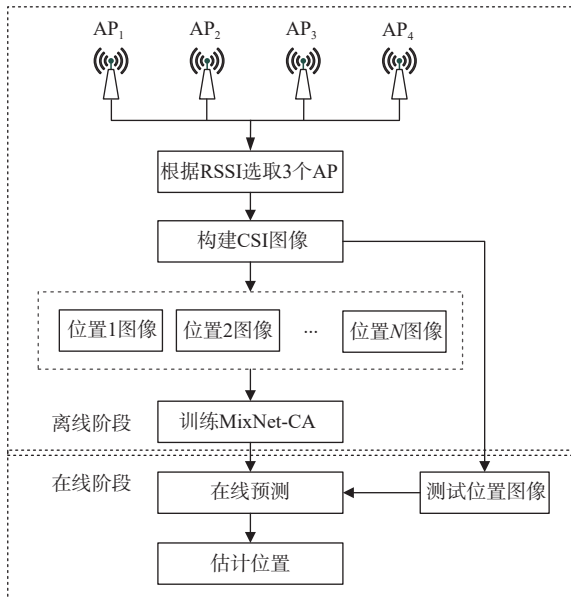 AP₁ AP₂ AP₃ AP₄
根据RSSI选取3个AP
构建CSI图像
位置1图像 位置2图像 ... 位置N图像
离线阶段 训练MixNet-CA
在线阶段 在线预测 测试位置图像
估计位置